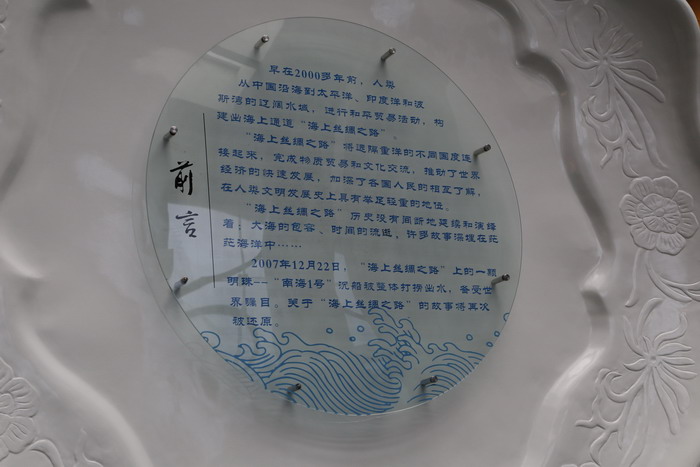 前言
早在2000多年前，人类
从中国沿海到太平洋、印度洋和波
斯湾的辽阔水域，进行和平贸易活动，构
建出海上通道“海上丝绸之路”。
“海上丝绸之路”将远隔重洋的不同国度连
接起来，完成物质贸易和文化交流，推动了世界
经济的快速发展，加深了各国人民的相互了解，
在人类文明发展史上具有举足轻重的地位。
“海上丝绸之路”历史没有间断地延续和演绎
着；大海的包容、时间的流逝，许多故事深埋在茫
茫海洋中……
2007年12月22日，“海上丝绸之路”上的一颗
明珠--“南海1号”沉船被整体打捞出水，备受世
界瞩目。关于“海上丝绸之路”的故事将再次
被还原。